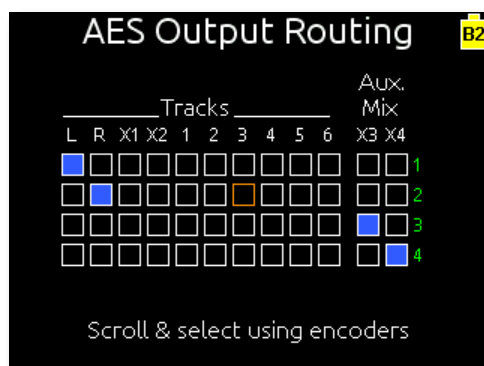 AES Output Routing
B2
Aux.
Tracks Mix
L R X1 X2 1 2 3 4 5 6 X3 X4
1
2
3
4
Scroll & select using encoders